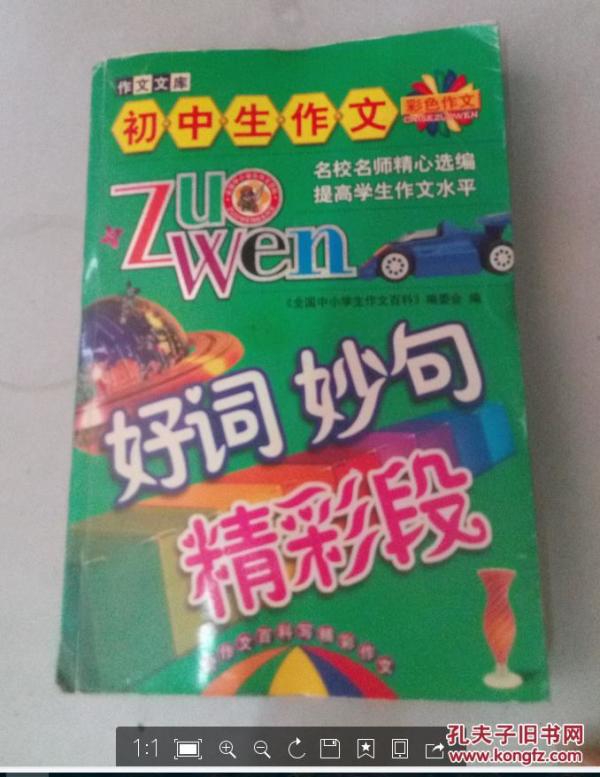 作文文库
初·中·生·作·文
彩色作文
CAISEZUOWEN
名校名师精心选编
提高学生作文水平
Zuo
wen
《全国中小学生作文百科》编委会 编
好词 妙句
精彩段
作文百科写精彩作文
1:1
孔夫子旧书网
www.kongfz.com